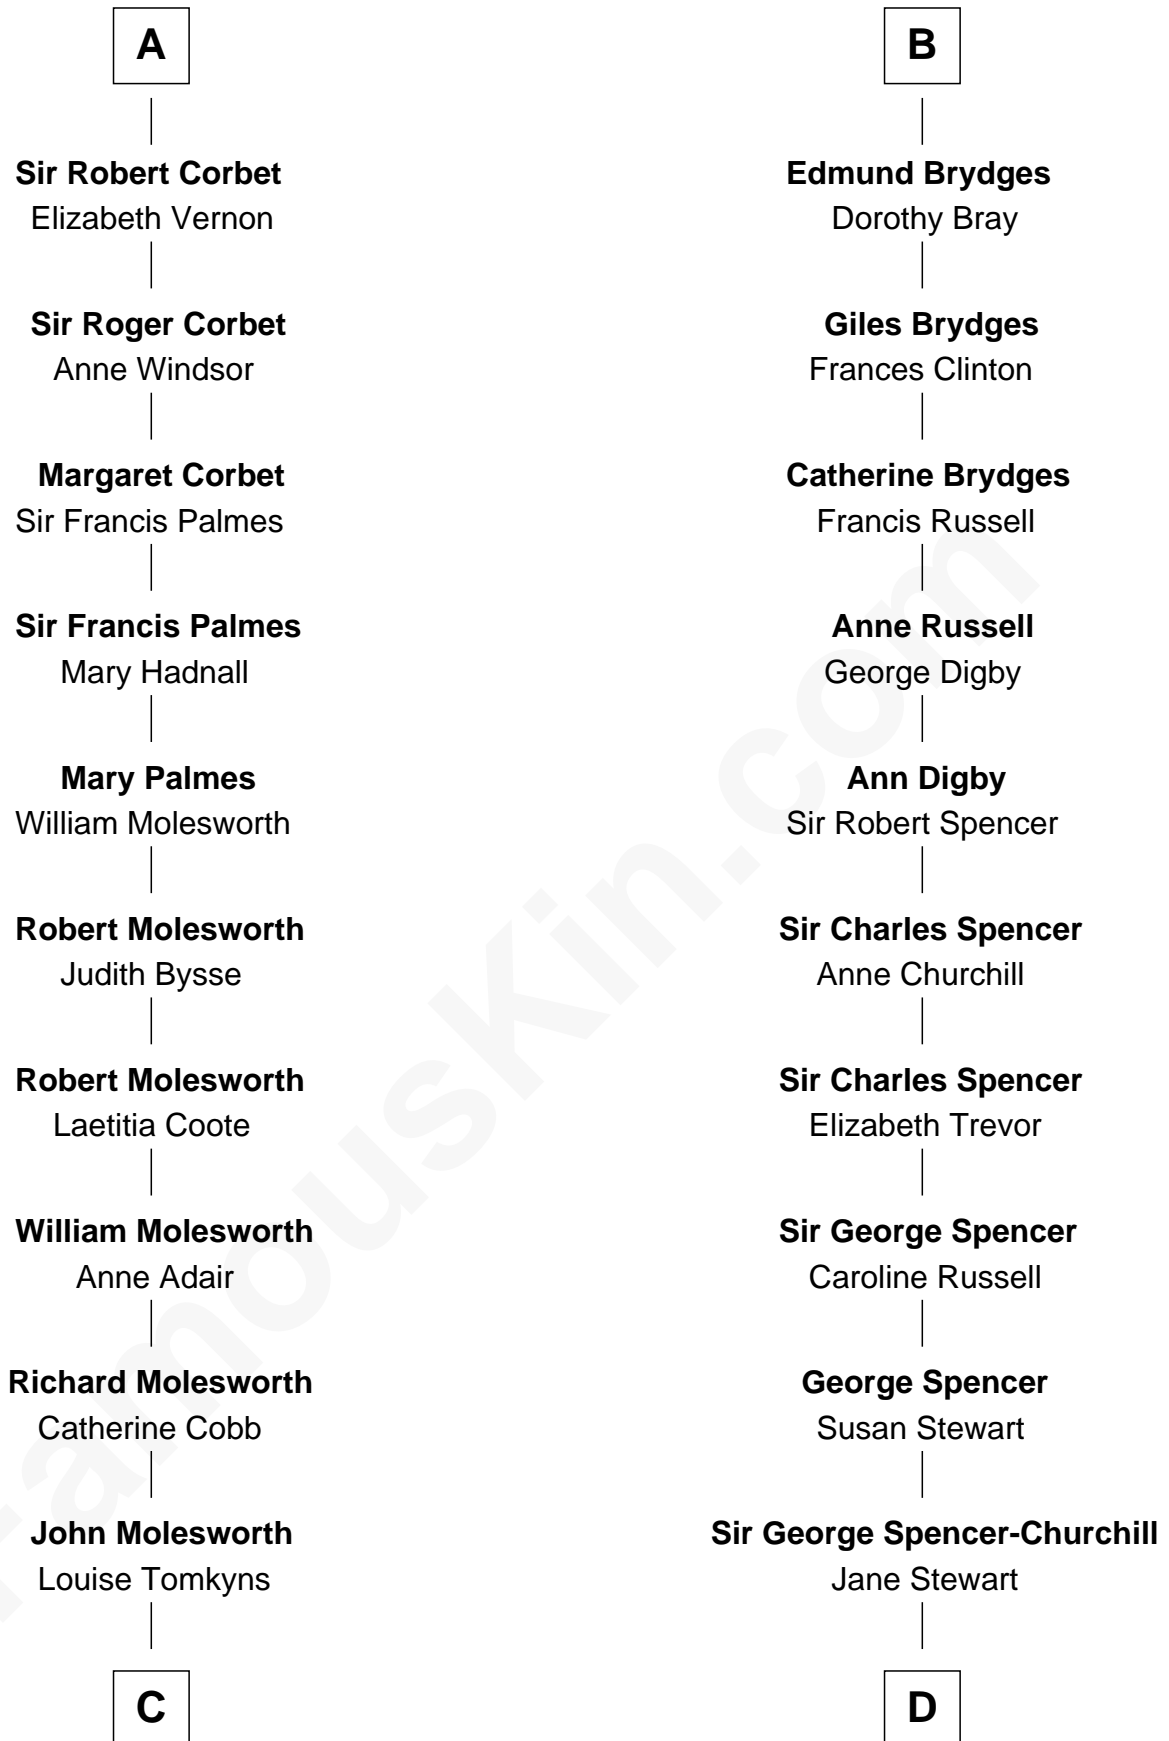 A
Sir Robert Corbet
Elizabeth Vernon
Sir Roger Corbet
Anne Windsor
Margaret Corbet
Sir Francis Palmes
Sir Francis Palmes
Mary Hadnall
Mary Palmes
William Molesworth
Robert Molesworth
Judith Bysse
Robert Molesworth
Laetitia Coote
William Molesworth
Anne Adair
Richard Molesworth
Catherine Cobb
John Molesworth
Louise Tomkyns
C
B
Edmund Brydges
Dorothy Bray
Giles Brydges
Frances Clinton
Catherine Brydges
Francis Russell
Anne Russell
George Digby
Ann Digby
Sir Robert Spencer
Sir Charles Spencer
Anne Churchill
Sir Charles Spencer
Elizabeth Trevor
Sir George Spencer
Caroline Russell
George Spencer
Susan Stewart
Sir George Spencer-Churchill
Jane Stewart
D
FamousKin.com